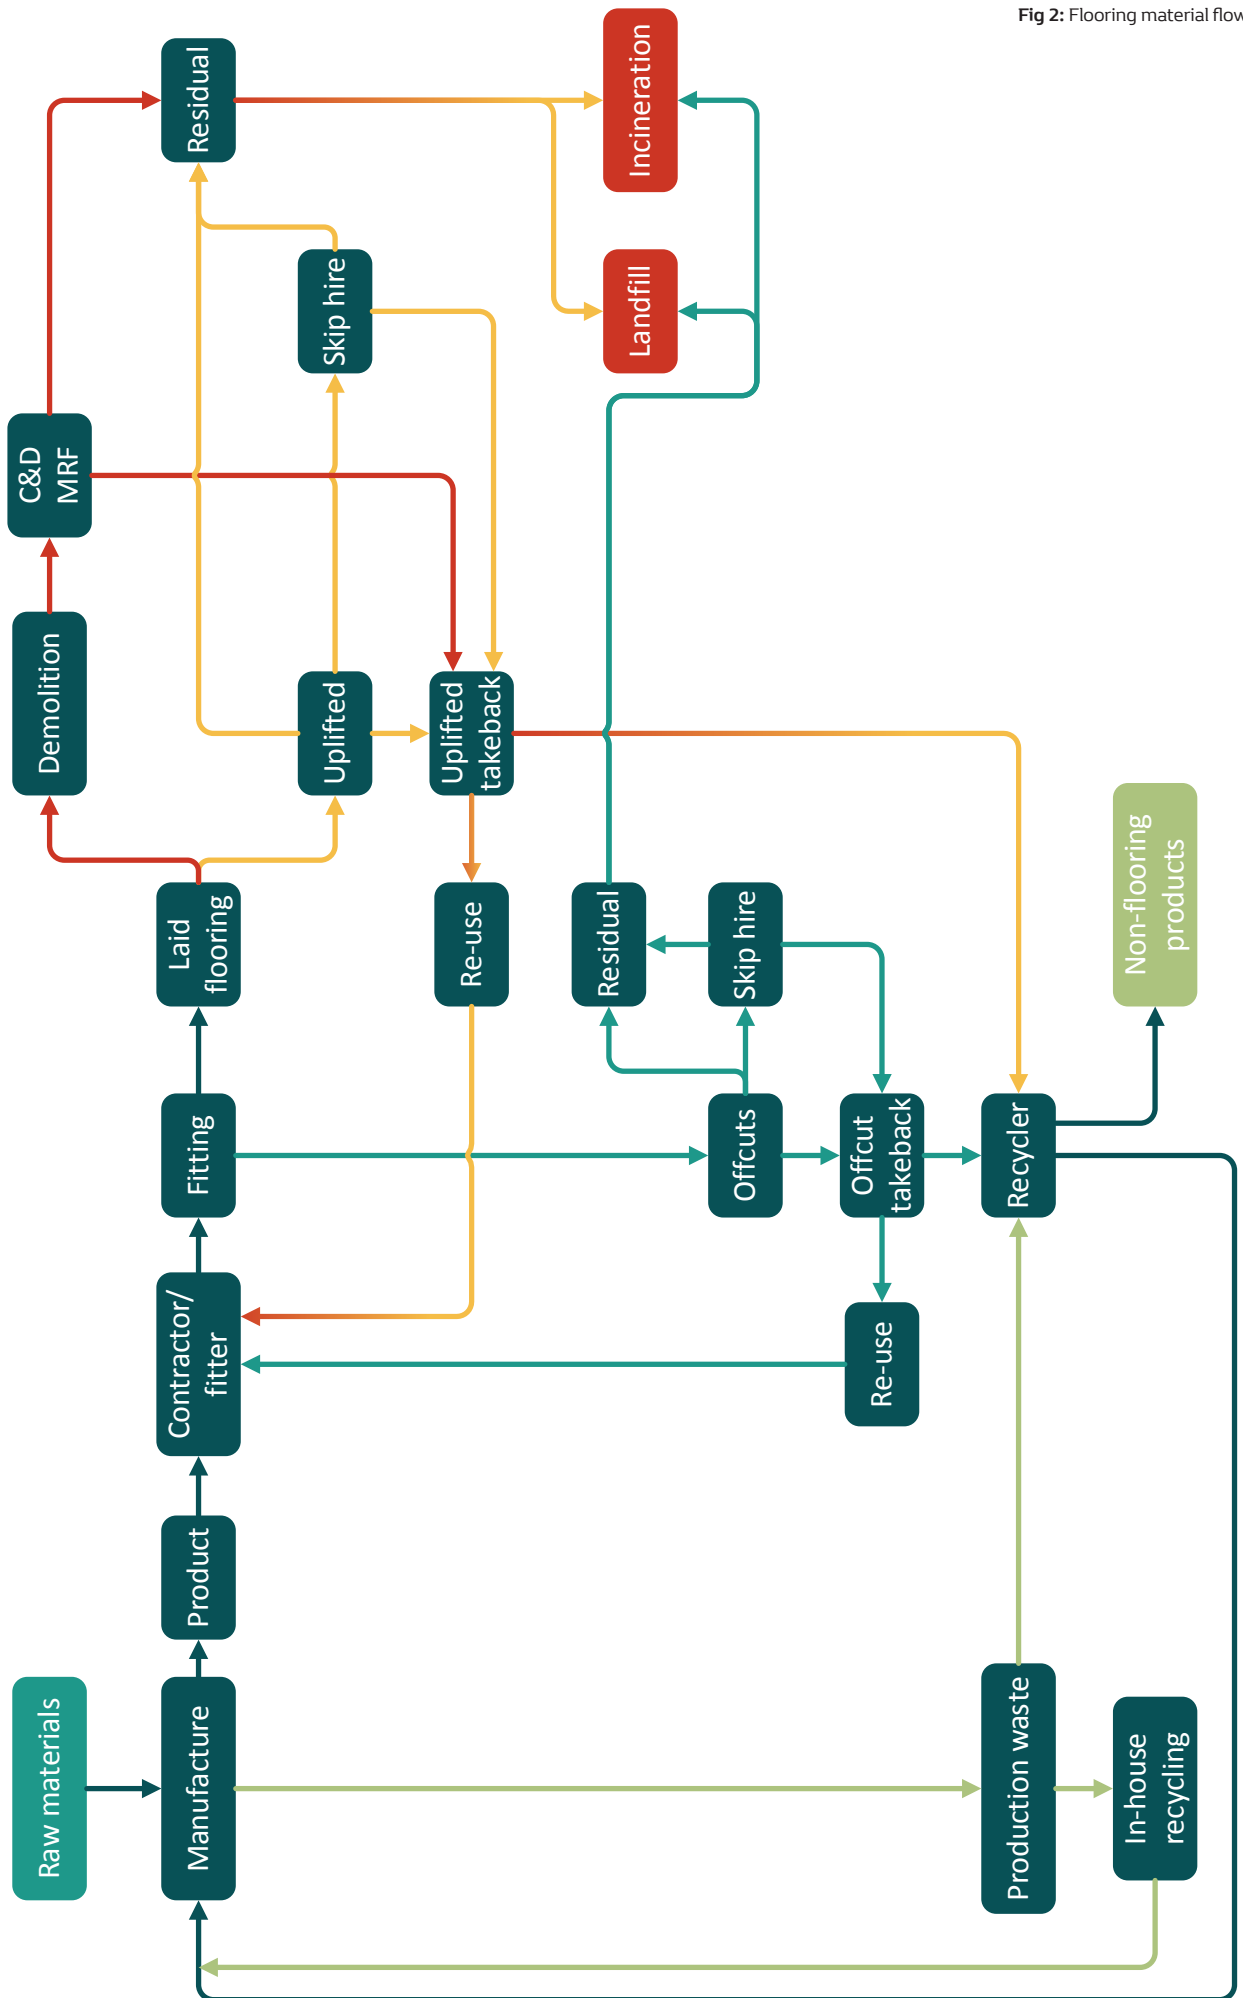 Fig 2: Flooring material flow
Raw materials
Manufacture
Product
Contractor/
fitter
Fitting
Laid
flooring
Demolition
C&D
MRF
Residual
Uplifted
Skip hire
Uplifted
takeback
Re-use
Residual
Skip hire
Offcuts
Offcut
takeback
Re-use
Landfill
Incineration
Production waste
Recycler
In-house
recycling
Non-flooring
products